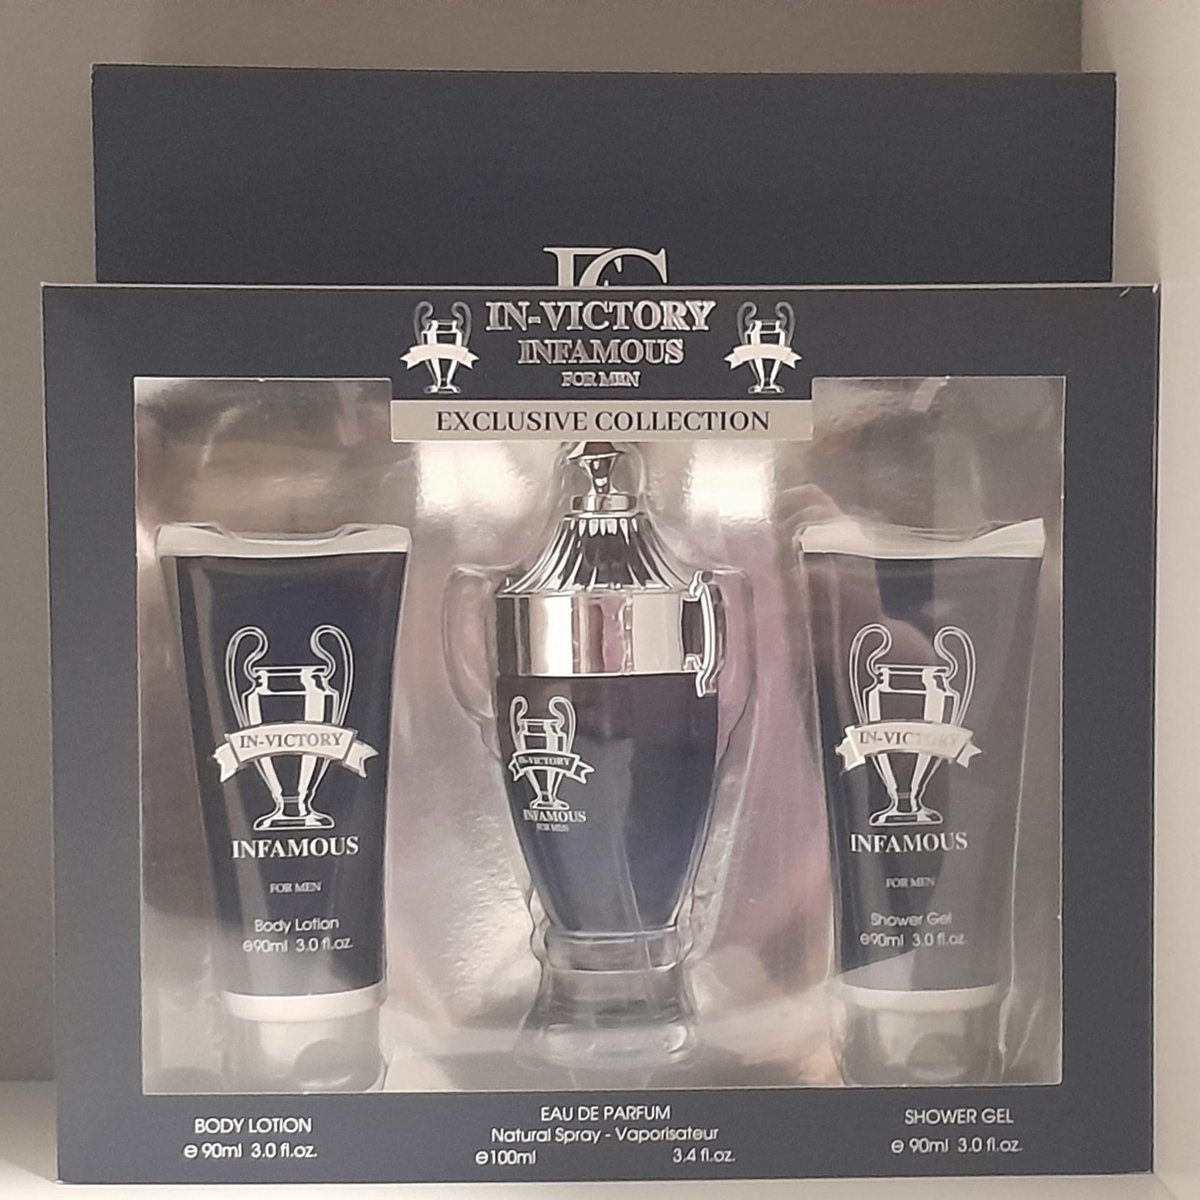 IN-VICTORY
INFAMOUS
FOR MEN
EXCLUSIVE COLLECTION
IN-VICTORY
INFAMOUS
FOR MEN
Body Lotion
℮90ml 3.0 fl.oz.
IN-VICTORY
INFAMOUS
FOR MEN
IN-VICTORY
INFAMOUS
FOR MEN
Shower Gel
℮90ml 3.0 fl.oz.
BODY LOTION
℮ 90ml 3.0 fl.oz.
EAU DE PARFUM
Natural Spray - Vaporisateur
℮100ml 3.4 fl.oz.
SHOWER GEL
℮ 90ml 3.0 fl.oz.